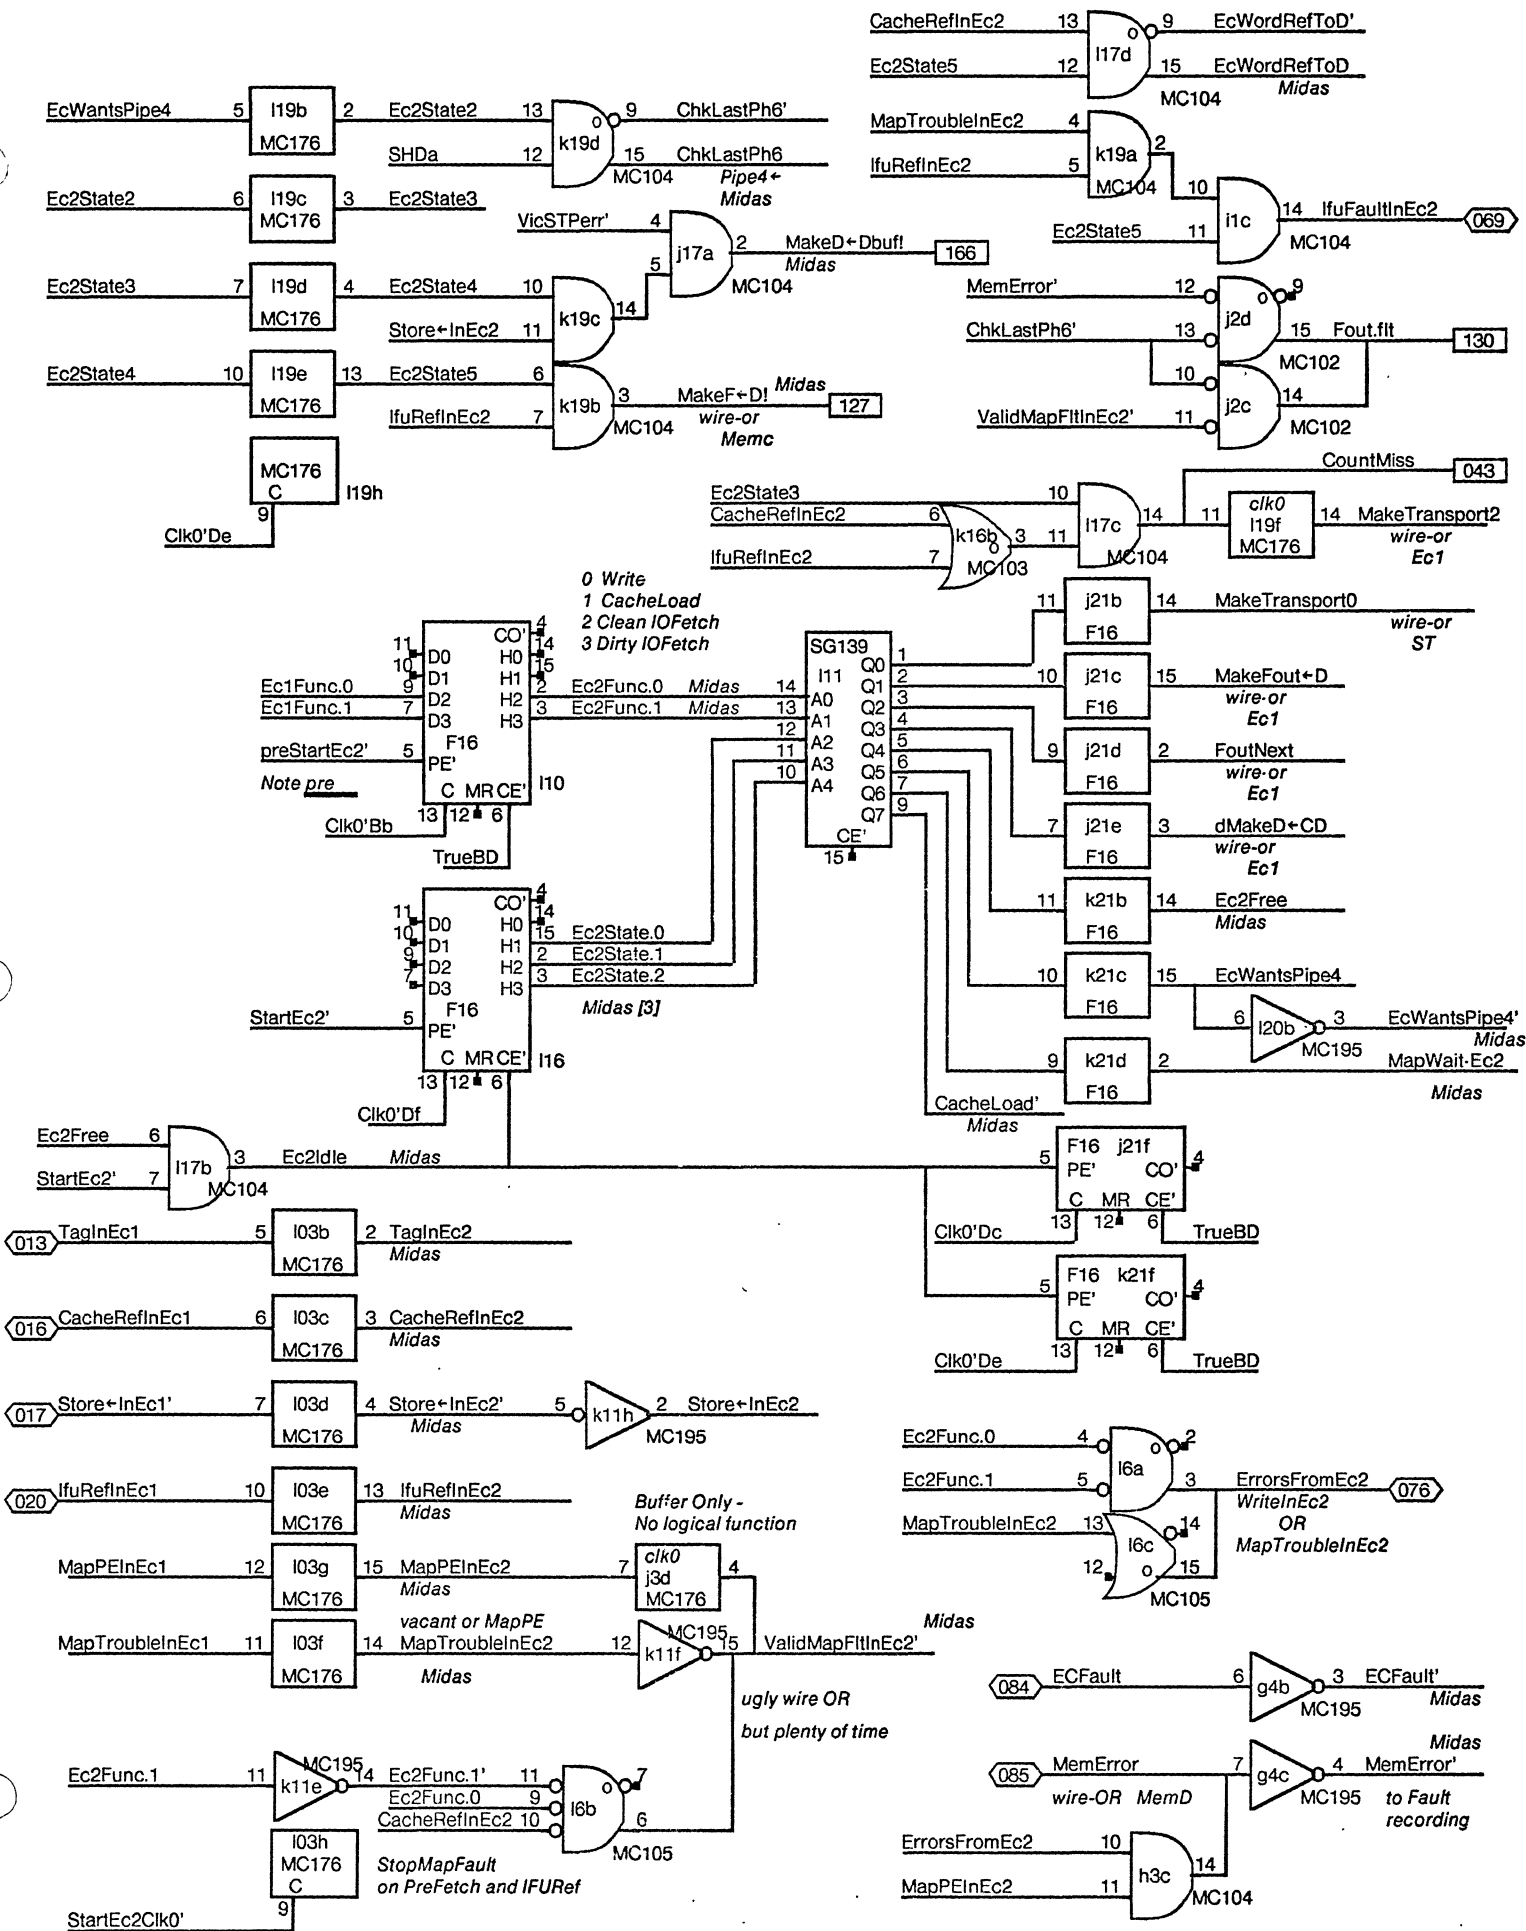 CacheRefInEc2 13 l17d 9 EcWordRefToD'
Ec2State5 12 15 EcWordRefToD
MC104 Midas
EcWantsPipe4 5 l19b MC176 2 Ec2State2 13 k19d 9 ChkLastPh6'
SHDa 12 15 ChkLastPh6
MC104 Pipe4←
Midas
MapTroubleInEc2 4 k19a 2
IfuRefInEc2 5 MC104
10 i1c 14 IfuFaultInEc2 069
Ec2State5 11 MC104
Ec2State2 6 l19c MC176 3 Ec2State3
VicSTPerr' 4 j17a 2 MakeD←Dbuf! 166
5 MC104 Midas
Ec2State3 7 l19d MC176 4 Ec2State4 10 k19c 14
Store←InEc2 11
MemError' 12 j2d 9
ChkLastPh6' 13 15 Fout.flt 130
MC102
10 j2c 14
ValidMapFltInEc2' 11 MC102
Ec2State4 10 l19e MC176 13 Ec2State5 6 k19b 3 MakeF←D! Midas 127
IfuRefInEc2 7 MC104 wire-or
Memc
MC176 C l19h
9
Clk0'De
CountMiss 043
Ec2State3 10 l17c 14 11 clk0 l19f MC176 14 MakeTransport2
CacheRefInEc2 6 k16b 3 11 MC104 wire-or
IfuRefInEc2 7 MC103 Ec1
0 Write
1 CacheLoad
2 Clean IOFetch
3 Dirty IOFetch
CO' 4
11 D0 H0 14
10 D1 H1 15
Ec1Func.0 9 D2 H2 2 Ec2Func.0 Midas 14 A0
Ec1Func.1 7 D3 H3 3 Ec2Func.1 Midas 13 A1
F16
preStartEc2' 5 PE'
Note pre
C MR CE' l10
13 12 6
Clk0'Bb
TrueBD
SG139
l11
12 A2
11 A3
10 A4
Q0 1
Q1 2
Q2 3
Q3 4
Q4 5
Q5 6
Q6 7
Q7 9
CE'
15
11 j21b F16 14 MakeTransport0
wire-or
ST
10 j21c F16 15 MakeFout←D
wire-or
Ec1
9 j21d F16 2 FoutNext
wire-or
Ec1
7 j21e F16 3 dMakeD←CD
wire-or
Ec1
11 k21b F16 14 Ec2Free
Midas
10 k21c F16 15 EcWantsPipe4
6 l20b 3 EcWantsPipe4'
MC195 Midas
9 k21d F16 2 MapWait·Ec2
Midas
CacheLoad'
Midas
CO' 4
11 D0 H0 14
10 D1 H1 15 Ec2State.0
9 D2 H2 2 Ec2State.1
7 D3 H3 3 Ec2State.2
F16 Midas [3]
StartEc2' 5 PE'
C MR CE' l16
13 12 6
Clk0'Df
Ec2Free 6 l17b 3 Ec2Idle Midas
StartEc2' 7 MC104
5 F16 j21f
PE' CO' 4
C MR CE'
Clk0'Dc 13 12 6 TrueBD
5 F16 k21f
PE' CO' 4
C MR CE'
Clk0'De 13 12 6 TrueBD
013 TagInEc1 5 l03b MC176 2 TagInEc2
Midas
016 CacheRefInEc1 6 l03c MC176 3 CacheRefInEc2
Midas
017 Store←InEc1' 7 l03d MC176 4 Store←InEc2' 5 k11h 2 Store←InEc2
Midas MC195
020 IfuRefInEc1 10 l03e MC176 13 IfuRefInEc2
Midas
Buffer Only -
No logical function
MapPEInEc1 12 l03g MC176 15 MapPEInEc2 7 clk0 j3d MC176 4
Midas
vacant or MapPE
MapTroubleInEc1 11 l03f MC176 14 MapTroubleInEc2 12 k11f MC195 15 ValidMapFltInEc2'
Midas Midas
ugly wire OR
but plenty of time
Ec2Func.1 11 k11e MC195 14 Ec2Func.1' 11 l6b 7
Ec2Func.0 9
CacheRefInEc2 10 6
MC105
l03h MC176 C
9
StartEc2Clk0'
StopMapFault
on PreFetch and IFURef
Ec2Func.0 4 l6a 2
Ec2Func.1 5 3 ErrorsFromEc2 076
WriteInEc2
OR
MapTroubleInEc2
MapTroubleInEc2 13 l6c 14
12 15
MC105
084 ECFault 6 g4b 3 ECFault'
MC195 Midas
Midas
085 MemError 7 g4c 4 MemError'
wire-OR MemD MC195 to Fault
recording
ErrorsFromEc2 10 h3c 14
MapPEInEc2 11 MC104